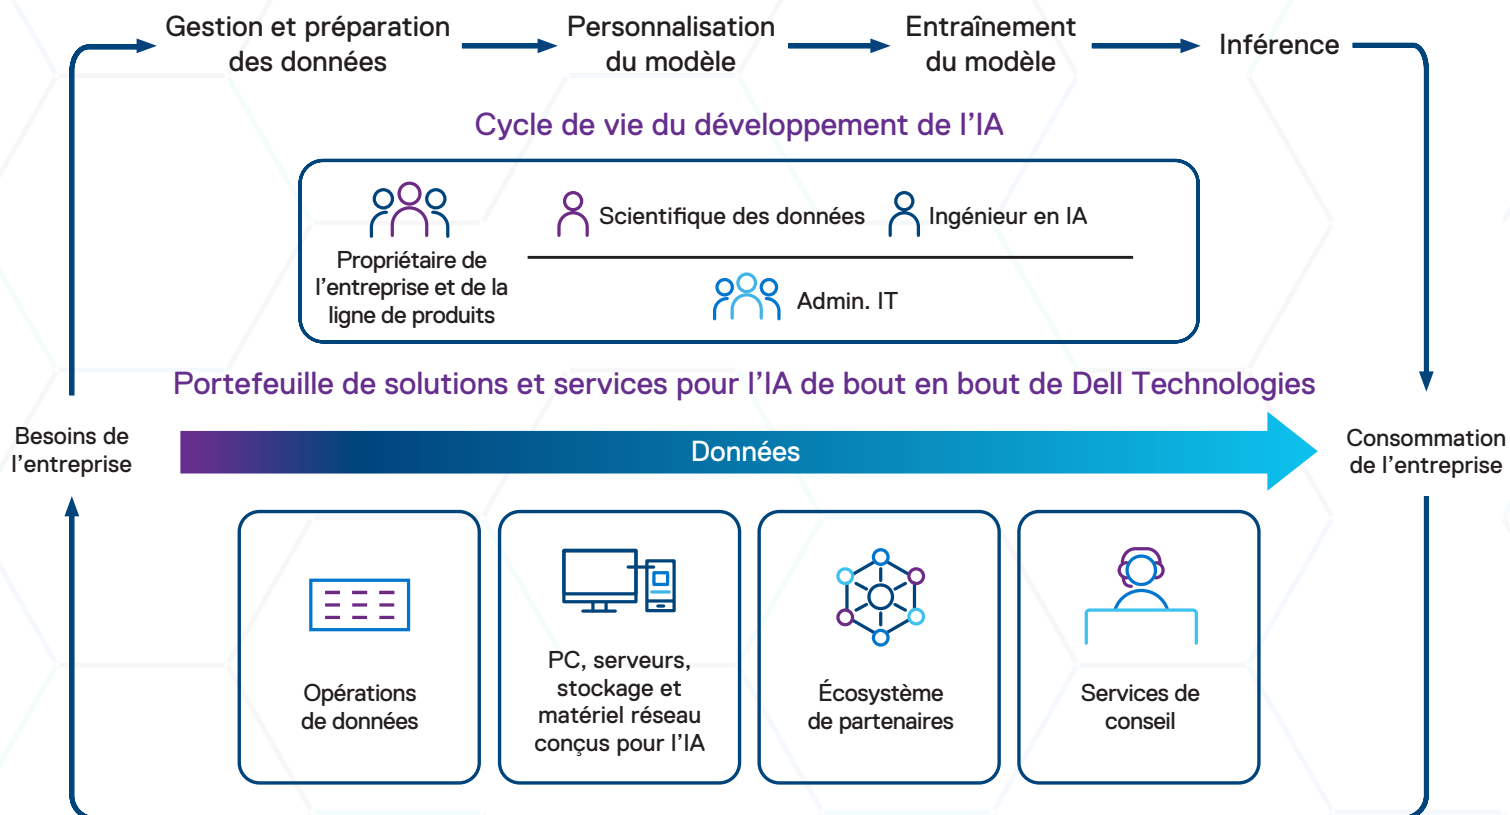 Gestion et préparation
des données
Personnalisation
du modèle
Entraînement
du modèle
Inférence
Cycle de vie du développement de l’IA
Propriétaire de
l’entreprise et de la
ligne de produits
Scientifique des données
Ingénieur en IA
Admin. IT
Portefeuille de solutions et services pour l’IA de bout en bout de Dell Technologies
Besoins de
l’entreprise
Données
Consommation
de l’entreprise
Opérations
de données
PC, serveurs,
stockage et
matériel réseau
conçus pour l’IA
Écosystème
de partenaires
Services de
conseil